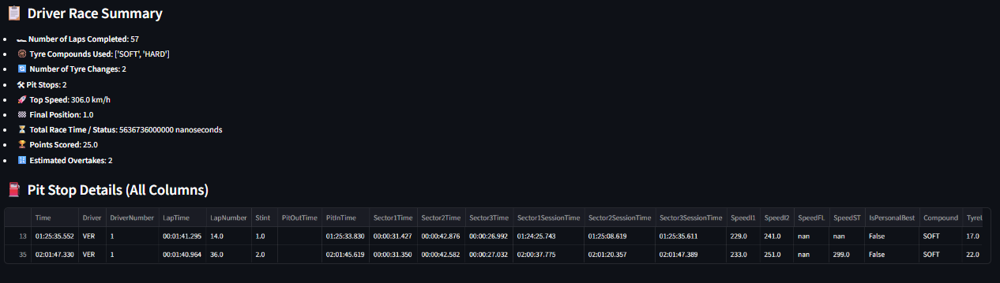 Driver Race Summary
Number of Laps Completed: 57
Tyre Compounds Used: ['SOFT', 'HARD']
Number of Tyre Changes: 2
Pit Stops: 2
Top Speed: 306.0 km/h
Final Position: 1.0
Total Race Time / Status: 5636736000000 nanoseconds
Points Scored: 25.0
Estimated Overtakes: 2
Pit Stop Details (All Columns)
Time Driver DriverNumber LapTime LapNumber Stint PitOutTime PitInTime Sector1Time Sector2Time Sector3Time Sector1SessionTime Sector2SessionTime Sector3SessionTime SpeedI1 SpeedI2 SpeedFL SpeedST IsPersonalBest Compound TyreL
13 01:25:35.552 VER 1 00:01:41.295 14.0 1.0 01:25:33.830 00:00:31.427 00:00:42.876 00:00:26.992 01:24:25.743 01:25:08.619 01:25:35.611 229.0 241.0 nan nan False SOFT 17.0
35 02:01:47.330 VER 1 00:01:40.964 36.0 2.0 02:01:45.619 00:00:31.350 00:00:42.582 00:00:27.032 02:00:37.775 02:01:20.357 02:01:47.389 233.0 251.0 nan 299.0 False SOFT 22.0